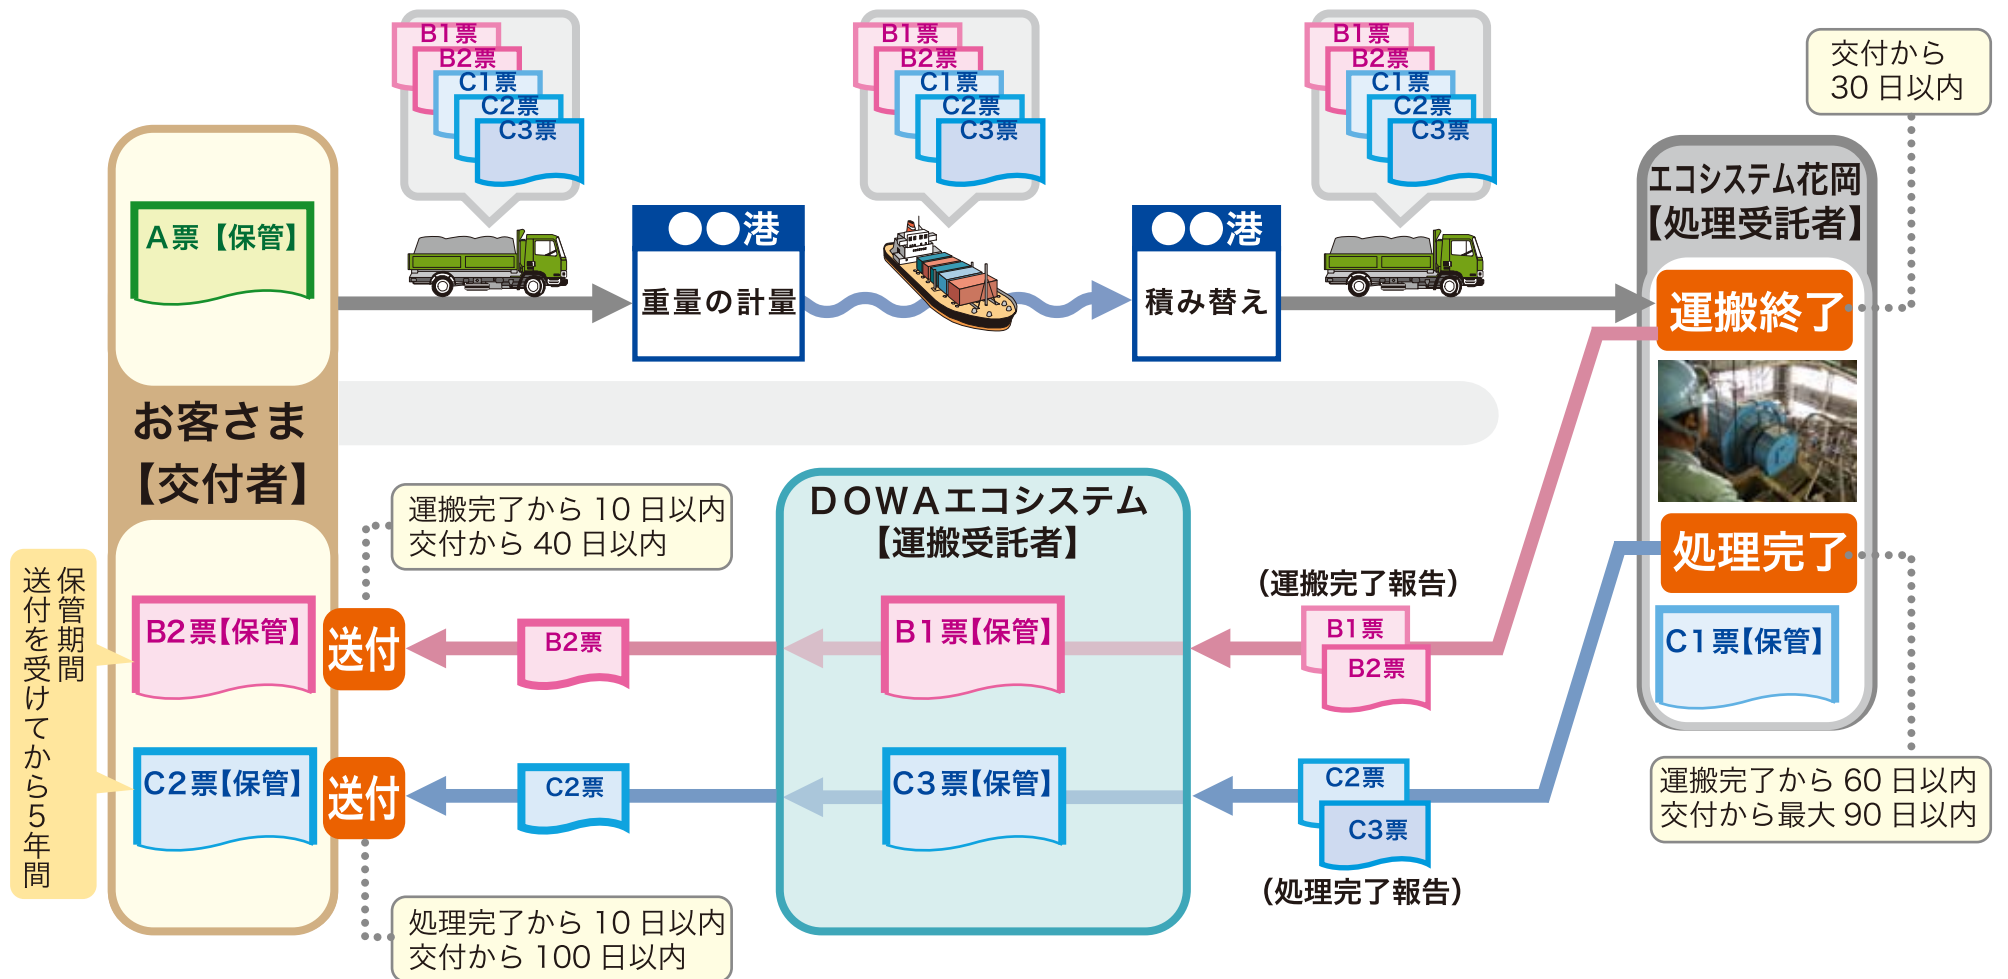 B1票
B2票
C1票
C2票
C3票
B1票
B2票
C1票
C2票
C3票
B1票
B2票
C1票
C2票
C3票
交付から
30日以内
A票【保管】
●●港
重量の計量
●●港
積み替え
エコシステム花岡
【処理受託者】
運搬終了
お客さま
【交付者】
運搬完了から10日以内
交付から40日以内
DOWAエコシステム
【運搬受託者】
処理完了
保管期間
送付を受けてから5年間
B2票【保管】
送付
B2票
B1票【保管】
(運搬完了報告)
B1票
B2票
C1票【保管】
C2票【保管】
送付
C2票
C3票【保管】
C2票
C3票
(処理完了報告)
運搬完了から60日以内
交付から最大90日以内
処理完了から10日以内
交付から100日以内